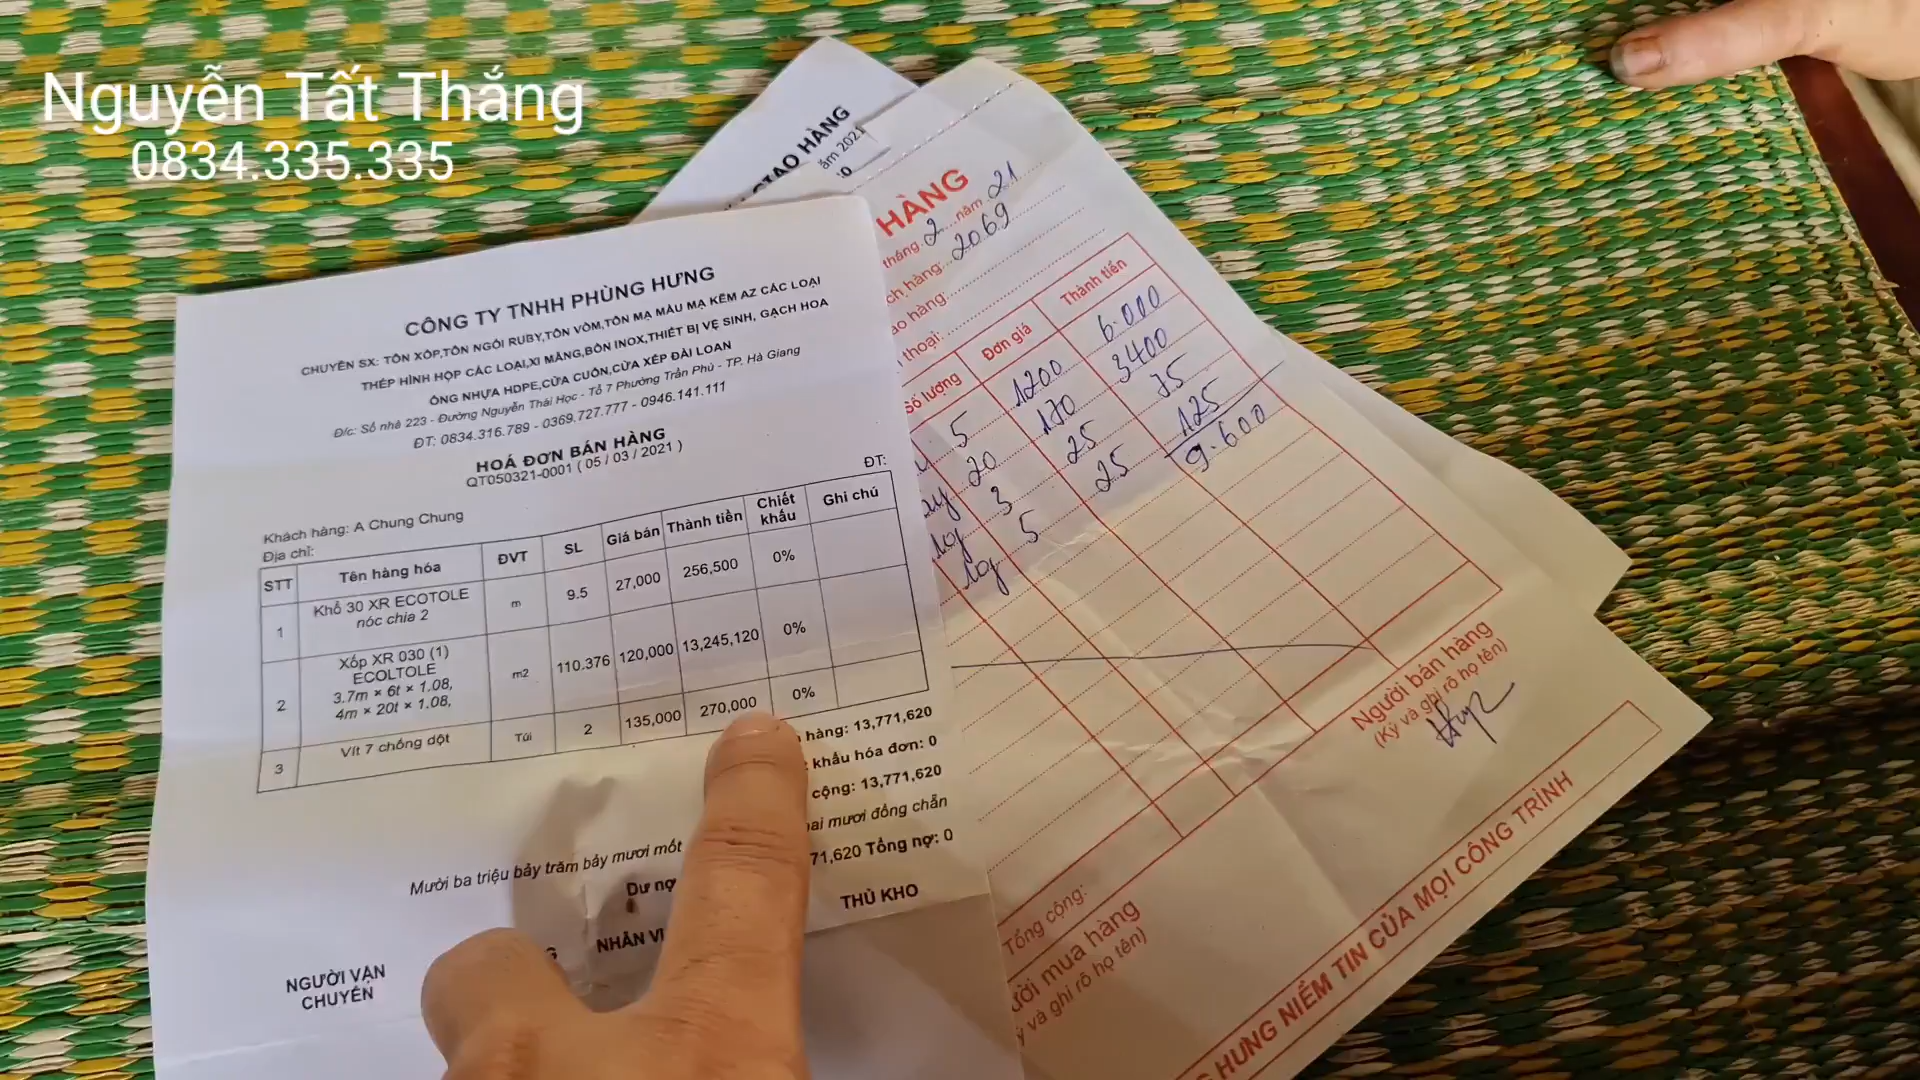 Nguyễn Tất Thắng
0834.335.335
GIAO HÀNG
năm 2021
CÔNG TY TNHH PHÙNG HƯNG
CHUYÊN SX: TÔN XỐP,TÔN NGÓI RUBY,TÔN VÒM,TÔN MẠ MÀU MẠ KẼM AZ CÁC LOẠI
THÉP HÌNH HỘP CÁC LOẠI,XI MĂNG,BỒN INOX,THIẾT BỊ VỆ SINH, GẠCH HOA
ỐNG NHỰA HDPE,CỬA CUỐN,CỬA XẾP ĐÀI LOAN
Đ/c: Số nhà 223 - Đường Nguyễn Thái Học - Tổ 7 Phường Trần Phú - TP. Hà Giang
ĐT: 0834.316.789 - 0369.727.777 - 0946.141.111
HOÁ ĐƠN BÁN HÀNG
QT050321-0001 ( 05 / 03 / 2021 )
ĐT:
Khách hàng: A Chung Chung
Địa chỉ:
STT Tên hàng hóa ĐVT SL Giá bán Thành tiền Chiết khấu Ghi chú
1 Khổ 30 XR ECOTOLE nóc chia 2 m 9.5 27,000 256,500 0%
2 Xốp XR 030 (1) ECOLTOLE 3.7m × 6t × 1.08, 4m × 20t × 1.08, m2 110.376 120,000 13,245,120 0%
3 Vít 7 chống dột Túi 2 135,000 270,000 0%
hàng: 13,771,620
khấu hóa đơn: 0
cộng: 13,771,620
Mười ba triệu bảy trăm bảy mươi mốt
hai mươi đồng chẵn
Dư nợ
71,620 Tổng nợ: 0
NGƯỜI VẬN CHUYỂN
NHÂN VI
THỦ KHO
HÀNG
tháng 2 năm 21
ch hàng: 2069
ao hàng:
thoại:
Số lượng Đơn giá Thành tiền
5 1200 6.000
20 170 3400
3 25 75
5 25 125
9.600
Tổng cộng:
Người bán hàng
(Ký và ghi rõ họ tên)
ười mua hàng
ý và ghi rõ họ tên)
HƯNG NIỀM TIN CỦA MỌI CÔNG TRÌNH